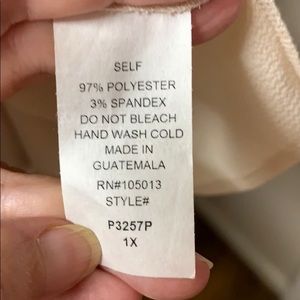 SELF
97% POLYESTER
3% SPANDEX
DO NOT BLEACH
HAND WASH COLD
MADE IN
GUATEMALA
RN#105013
STYLE#
P3257P
1X